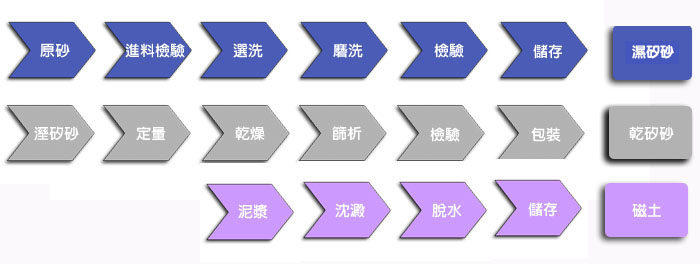 原砂 進料檢驗 選洗 磨洗 檢驗 儲存 濕矽砂
溼矽砂 定量 乾燥 篩析 檢驗 包裝 乾矽砂
泥漿 沈澱 脫水 儲存 磁土